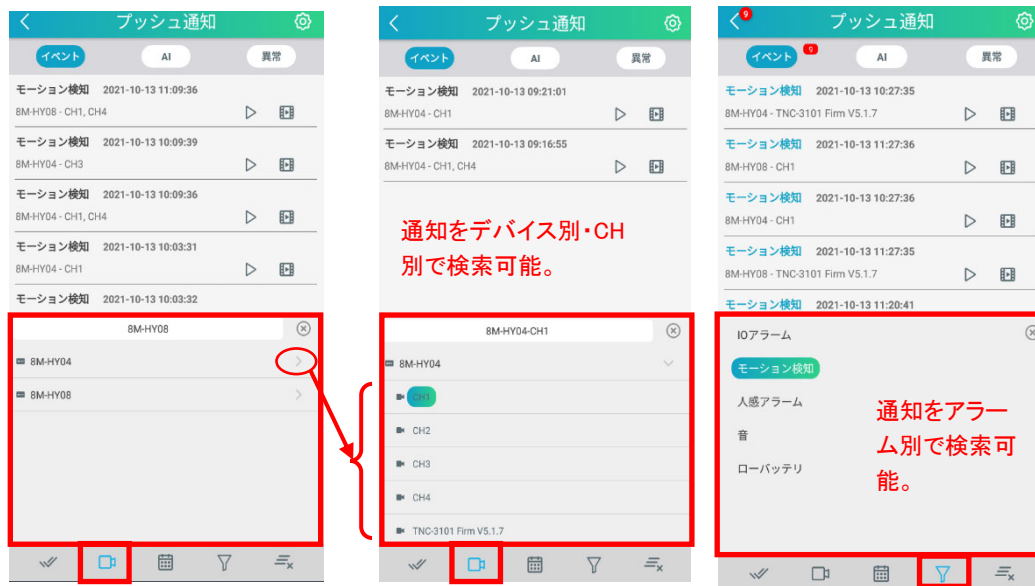 プッシュ通知
イベント
AI
異常
モーション検知 2021-10-13 11:09:36
8M-HY08 - CH1, CH4
モーション検知 2021-10-13 10:09:39
8M-HY04 - CH3
モーション検知 2021-10-13 10:09:36
8M-HY04 - CH1, CH4
モーション検知 2021-10-13 10:03:31
8M-HY04 - CH1
モーション検知 2021-10-13 10:03:32
8M-HY08
8M-HY04
8M-HY08
プッシュ通知
イベント
AI
異常
モーション検知 2021-10-13 09:21:01
8M-HY04 - CH1
モーション検知 2021-10-13 09:16:55
8M-HY04 - CH1, CH4
通知をデバイス別・CH
別で検索可能。
8M-HY04-CH1
8M-HY04
CH1
CH2
CH3
CH4
TNC-3101 Firm V5.1.7
9
プッシュ通知
イベント
9
AI
異常
モーション検知 2021-10-13 10:27:35
8M-HY04 - TNC-3101 Firm V5.1.7
モーション検知 2021-10-13 11:27:36
8M-HY08 - CH1
モーション検知 2021-10-13 10:27:36
8M-HY04 - CH1
モーション検知 2021-10-13 11:27:35
8M-HY08 - TNC-3101 Firm V5.1.7
モーション検知 2021-10-13 11:20:41
IOアラーム
モーション検知
人感アラーム
音
ローバッテリ
通知をアラー
ム別で検索可
能。